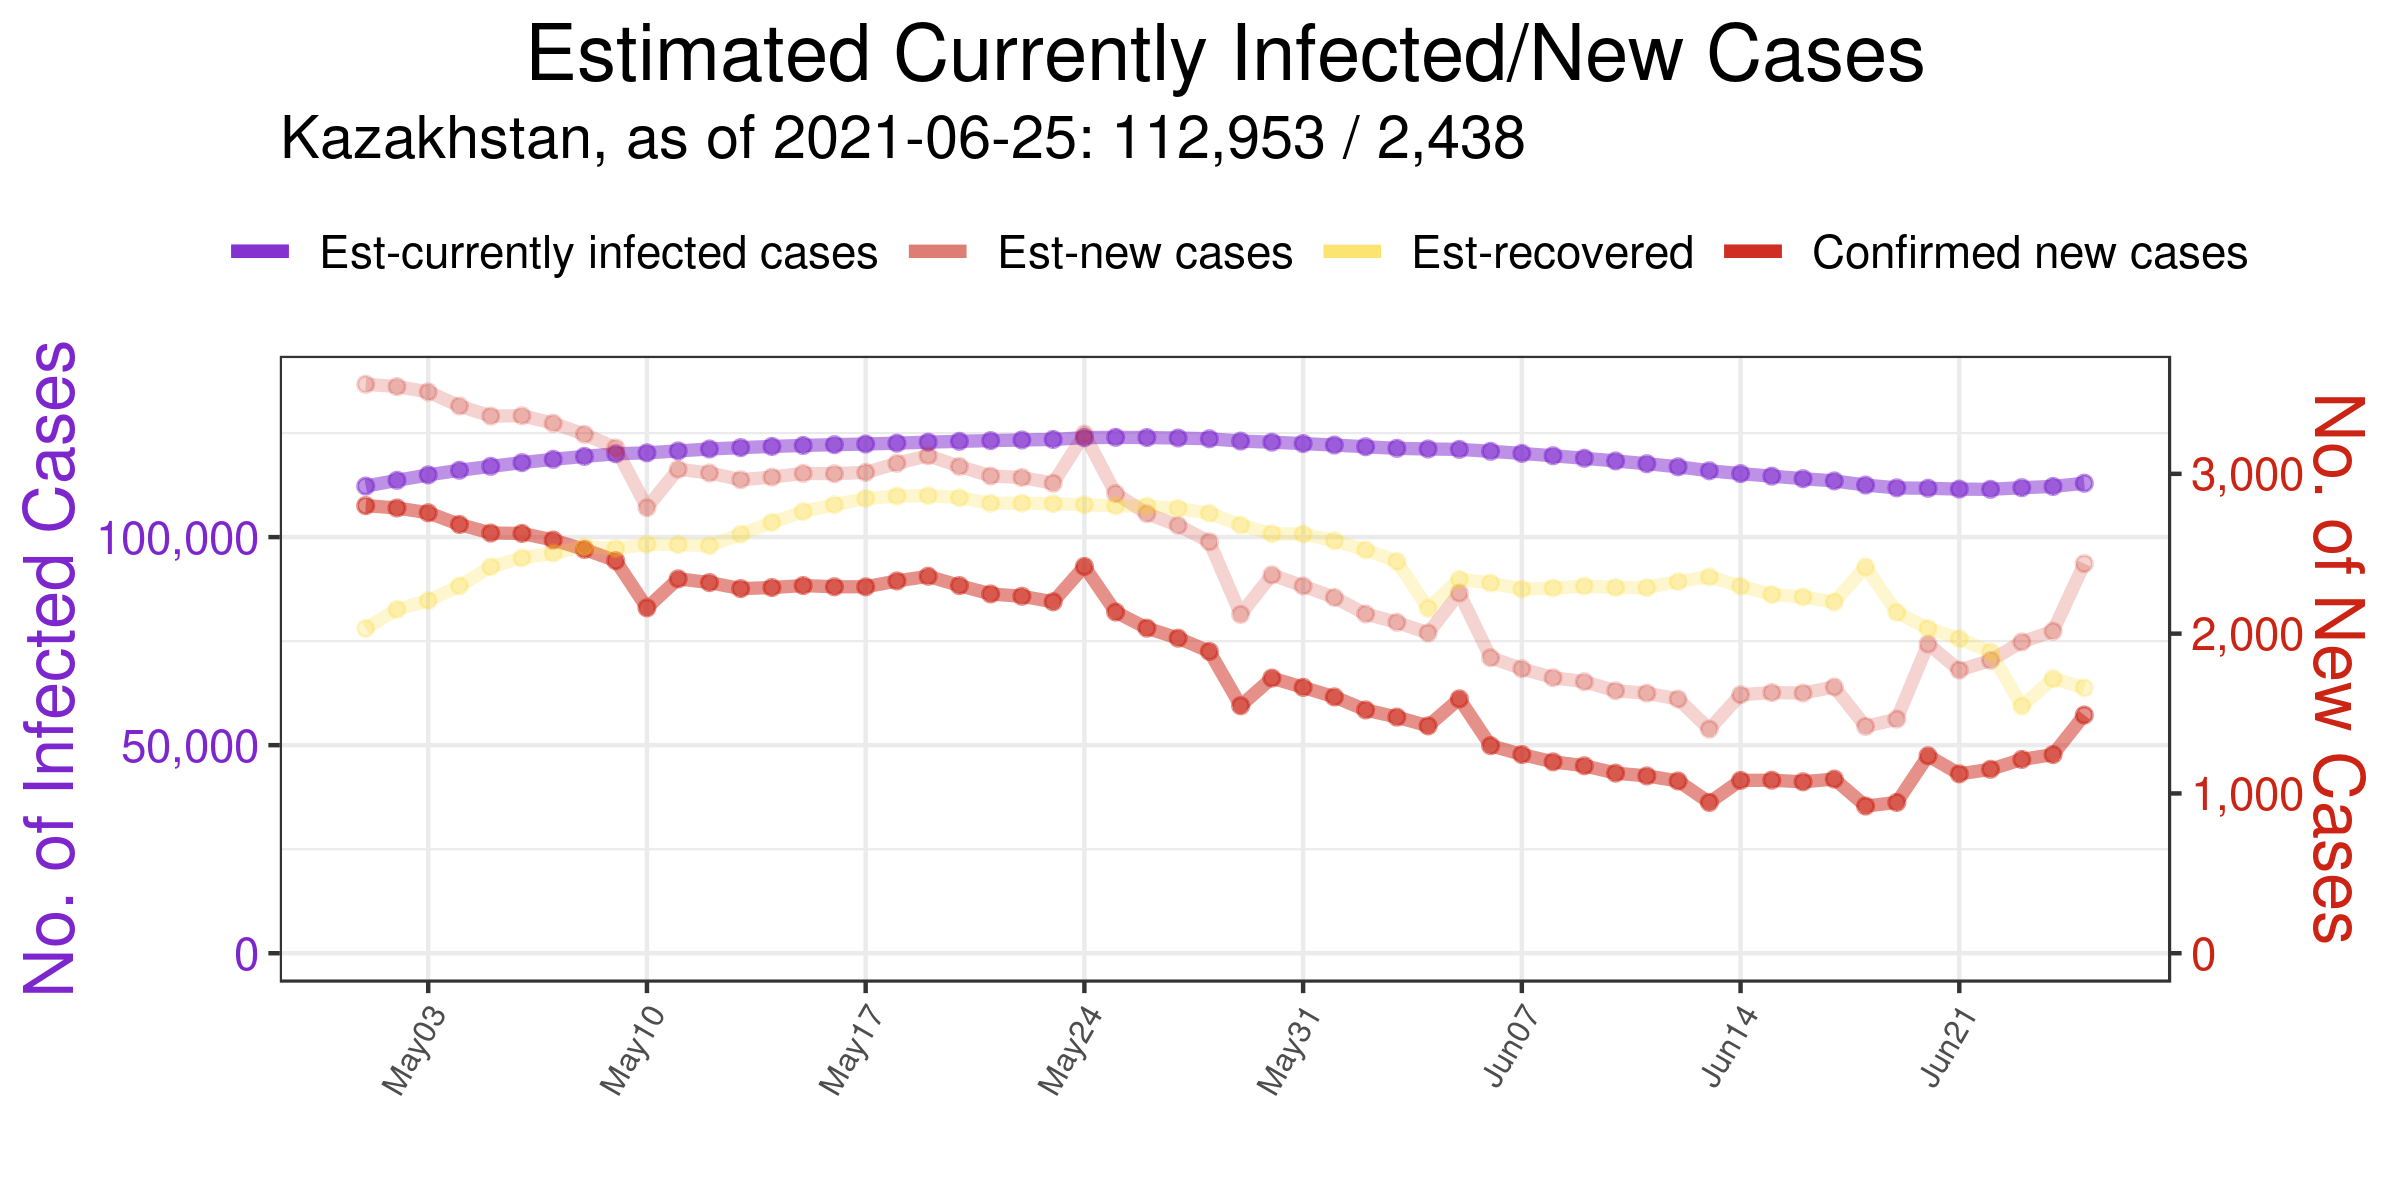 Estimated Currently Infected/New Cases
Kazakhstan, as of 2021-06-25: 112,953 / 2,438
Est-currently infected cases Est-new cases Est-recovered Confirmed new cases
No. of Infected Cases
100,000
50,000
0
3,000
2,000
1,000
0
No. of New Cases
May03 May10 May17 May24 May31 Jun07 Jun14 Jun21